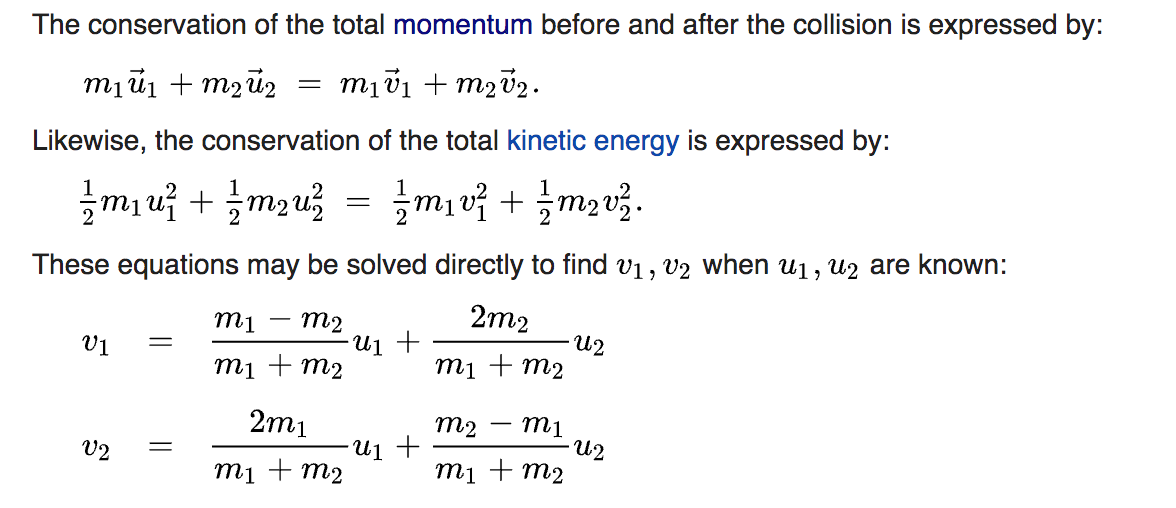 The conservation of the total momentum before and after the collision is expressed by:
m₁u⃗₁ + m₂u⃗₂ = m₁v⃗₁ + m₂v⃗₂.
Likewise, the conservation of the total kinetic energy is expressed by:
½m₁u₁² + ½m₂u₂² = ½m₁v₁² + ½m₂v₂².
These equations may be solved directly to find v₁, v₂ when u₁, u₂ are known:
v₁ = (m₁ − m₂)/(m₁ + m₂) u₁ + 2m₂/(m₁ + m₂) u₂
v₂ = 2m₁/(m₁ + m₂) u₁ + (m₂ − m₁)/(m₁ + m₂) u₂